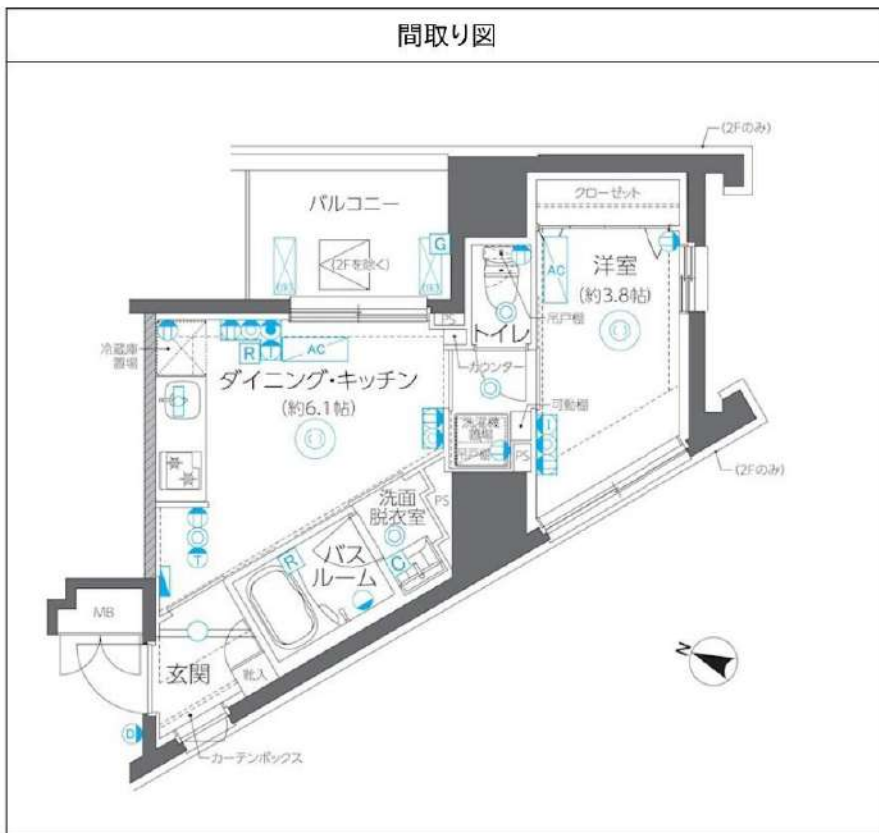 間取り図
(2Fのみ)
クローゼット
バルコニー
G
洋室
(約3.8帖)
AC
(2Fを除く)
PS
トイレ
吊戸棚
冷蔵庫
置場
R
AC
カウンター
ダイニング・キッチン
(約6.1帖)
可動棚
洗濯機
置場
吊戸棚
PS
(2Fのみ)
洗面
脱衣室
PS
T
R
バス
ルーム
C
MB
玄関
靴入
N
D
カーテンボックス